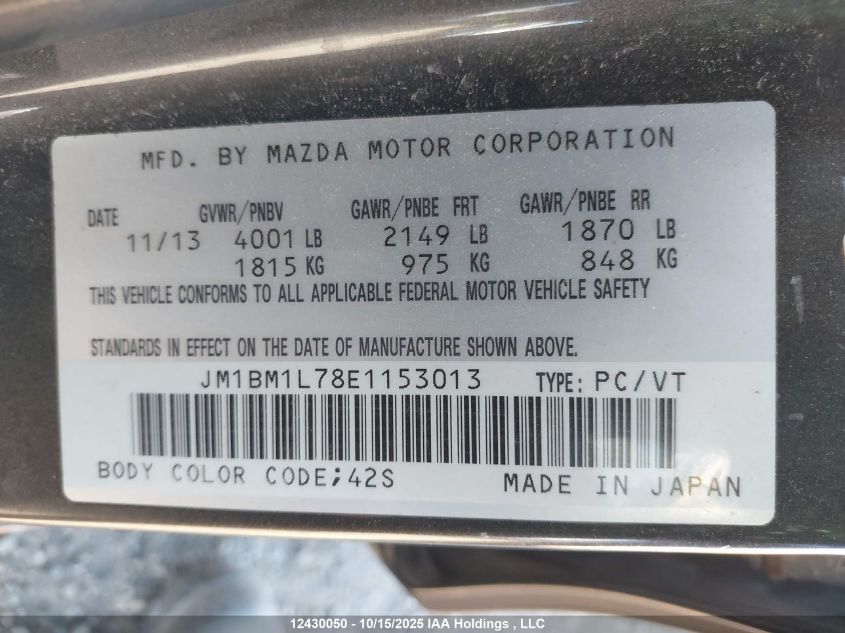 MFD. BY MAZDA MOTOR CORPORATION
DATE GVWR/PNBV GAWR/PNBE FRT GAWR/PNBE RR
11/13 4001 LB 2149 LB 1870 LB
1815 KG 975 KG 848 KG
THIS VEHICLE CONFORMS TO ALL APPLICABLE FEDERAL MOTOR VEHICLE SAFETY
STANDARDS IN EFFECT ON THE DATE OF MANUFACTURE SHOWN ABOVE.
JM1BM1L78E1153013 TYPE: PC/VT
BODY COLOR CODE;42S MADE IN JAPAN
12430050 - 10/15/2025 IAA Holdings , LLC